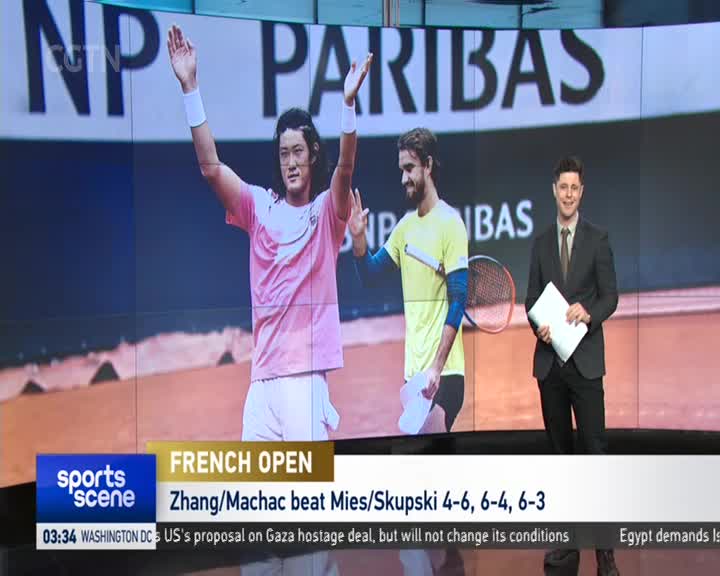 CGTN
NP PARIBAS
BNP PARIBAS
FRENCH OPEN
sports
scene
Zhang/Machac beat Mies/Skupski 4-6, 6-4, 6-3
03:34 WASHINGTON DC
s US's proposal on Gaza hostage deal, but will not change its conditions Egypt demands Is